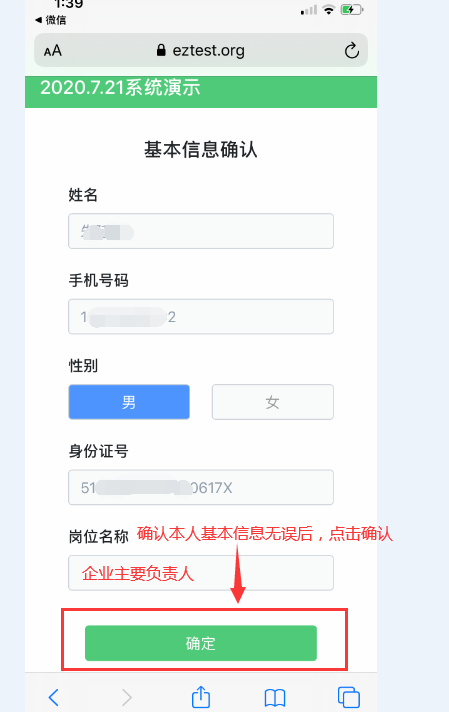 1:39
微信
AA
eztest.org
2020.7.21系统演示
基本信息确认
姓名
手机号码
1 2
性别
男 女
身份证号
51 0617X
岗位名称 确认本人基本信息无误后，点击确认
企业主要负责人
确定